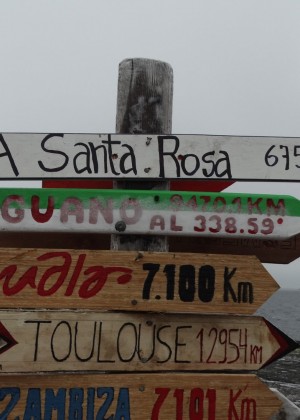 A Santa Rosa 675
GUANO
AL 338.59°
7.100 Km
TOULOUSE 12954 KM
ZAMBIZA 7101 Km